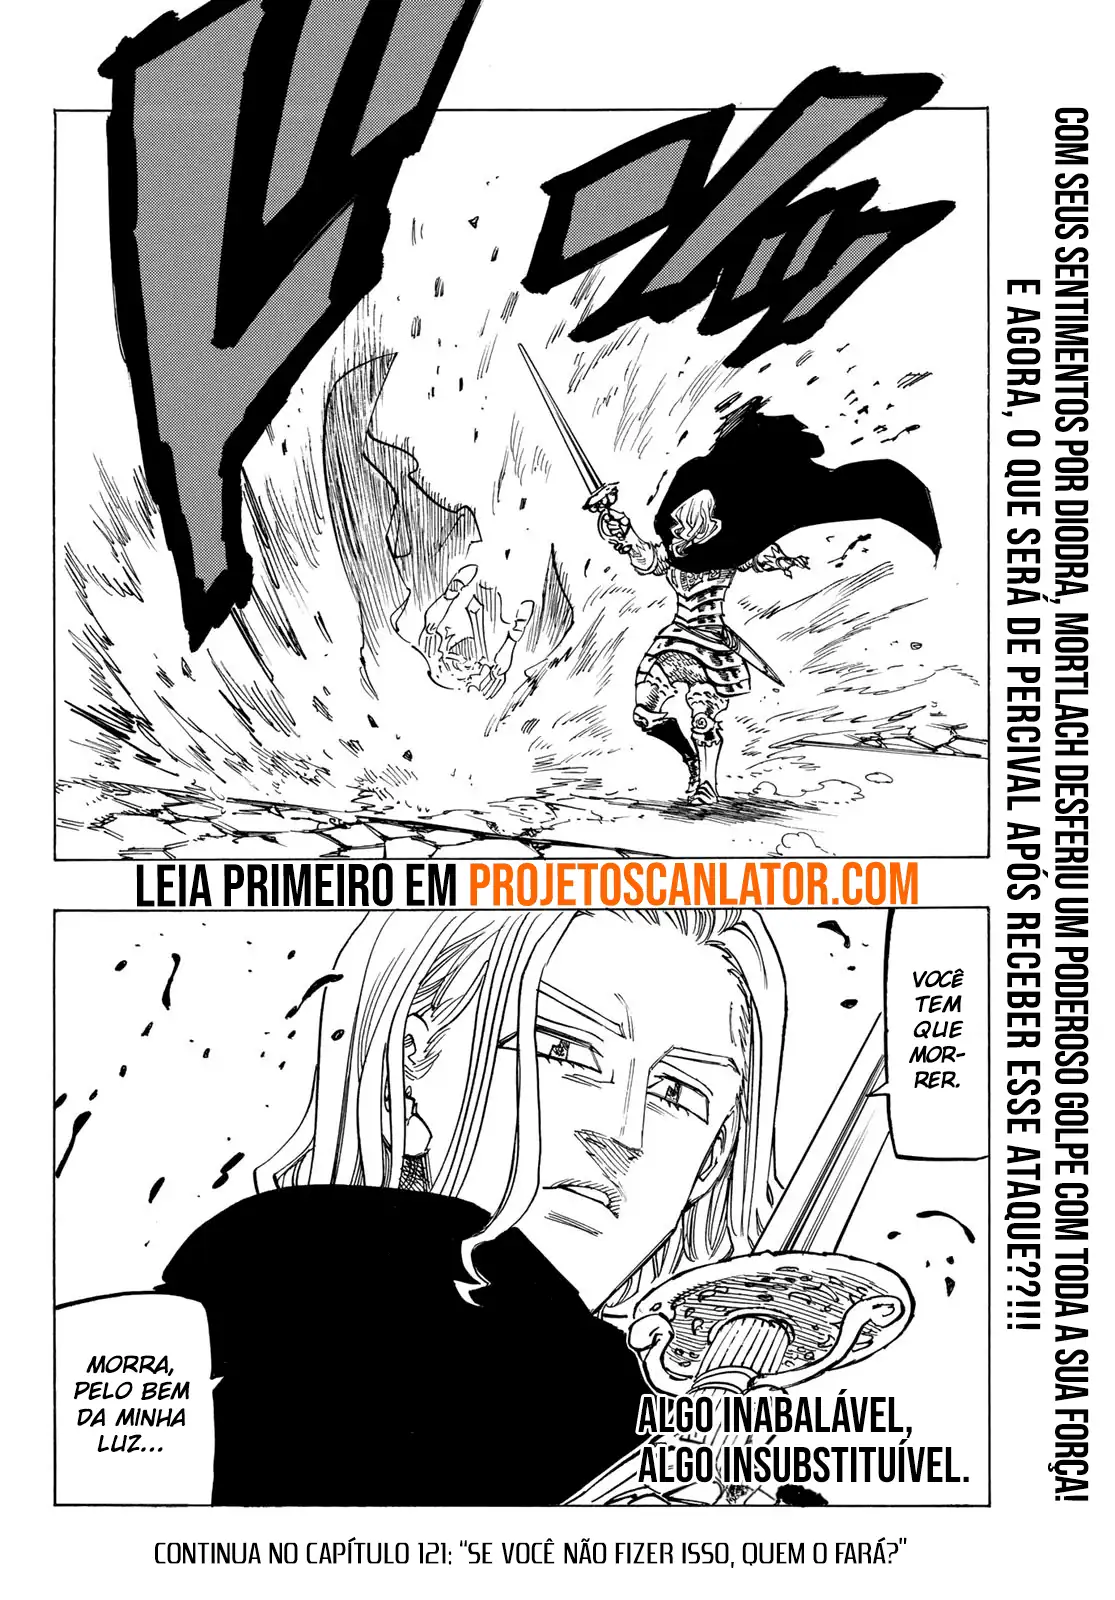 COM SEUS SENTIMENTOS POR DIODRA, MORTLACH DESFERIU UM PODEROSO GOLPE COM TODA A SUA FORÇA!
E AGORA, O QUE SERÁ DE PERCIVAL APÓS RECEBER ESSE ATAQUE??!!!
LEIA PRIMEIRO EM PROJETOSCANLATOR.COM
VOCÊ
TEM
QUE
MOR-
RER.
MORRA,
PELO BEM
DA MINHA
LUZ...
ALGO INABALÁVEL,
ALGO INSUBSTITUÍVEL.
CONTINUA NO CAPÍTULO 121: “SE VOCÊ NÃO FIZER ISSO, QUEM O FARÁ?”